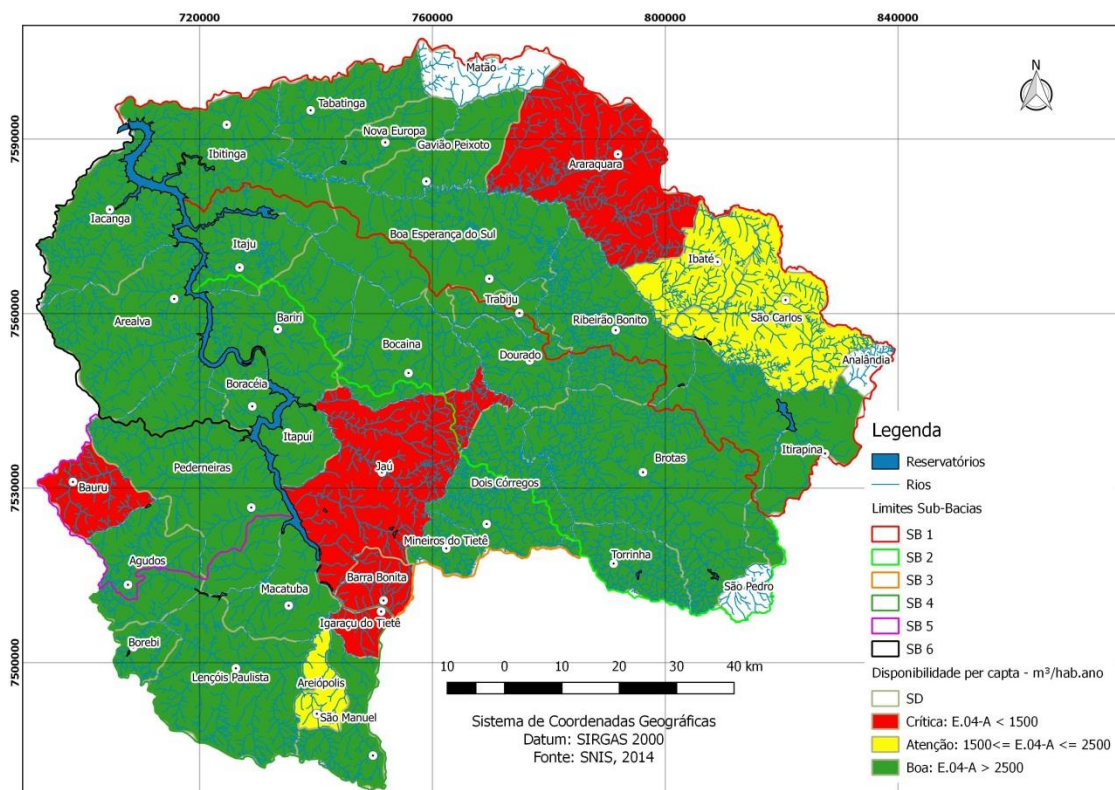 720000
760000
800000
840000
7590000
7560000
7530000
7500000
N
Matão
Tabatinga
Nova Europa
Gavião Peixoto
Ibitinga
Araraquara
Iacanga
Boa Esperança do Sul
Itaju
Ibaté
Trabiju
São Carlos
Arealva
Bariri
Ribeirão Bonito
Bocaina
Dourado
Analândia
Boracéia
Itapuí
Itirapina
Pederneiras
Jaú
Brotas
Bauru
Dois Córregos
Mineiros do Tietê
Agudos
Torrinha
Barra Bonita
São Pedro
Macatuba
Igaraçu do Tietê
Borebi
Lençóis Paulista
Areiópolis
São Manuel
10 0 10 20 30 40 km
Sistema de Coordenadas Geográficas
Datum: SIRGAS 2000
Fonte: SNIS, 2014
Legenda
Reservatórios
Rios
Limites Sub-Bacias
SB 1
SB 2
SB 3
SB 4
SB 5
SB 6
Disponibilidade per capta - m³/hab.ano
SD
Crítica: E.04-A < 1500
Atenção: 1500<= E.04-A <= 2500
Boa: E.04-A > 2500